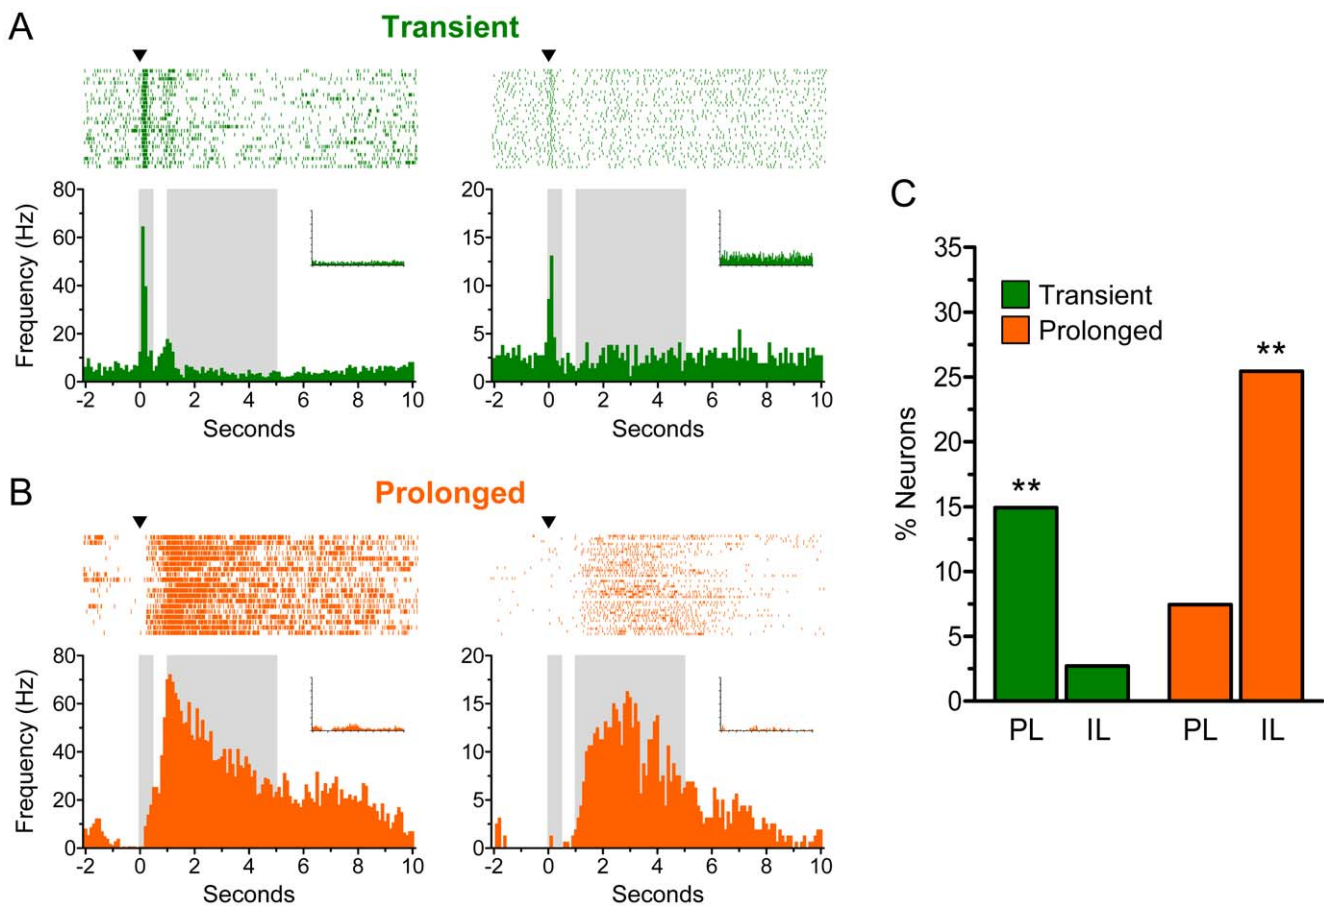 A
Transient
Frequency (Hz)
80
60
40
20
0
-2 0 2 4 6 8 10
Seconds
20
15
10
5
0
-2 0 2 4 6 8 10
Seconds
B
Prolonged
Frequency (Hz)
80
60
40
20
0
-2 0 2 4 6 8 10
Seconds
20
15
10
5
0
-2 0 2 4 6 8 10
Seconds
C
% Neurons
35
30
25
20
15
10
5
0
Transient
Prolonged
**
**
PL IL PL IL